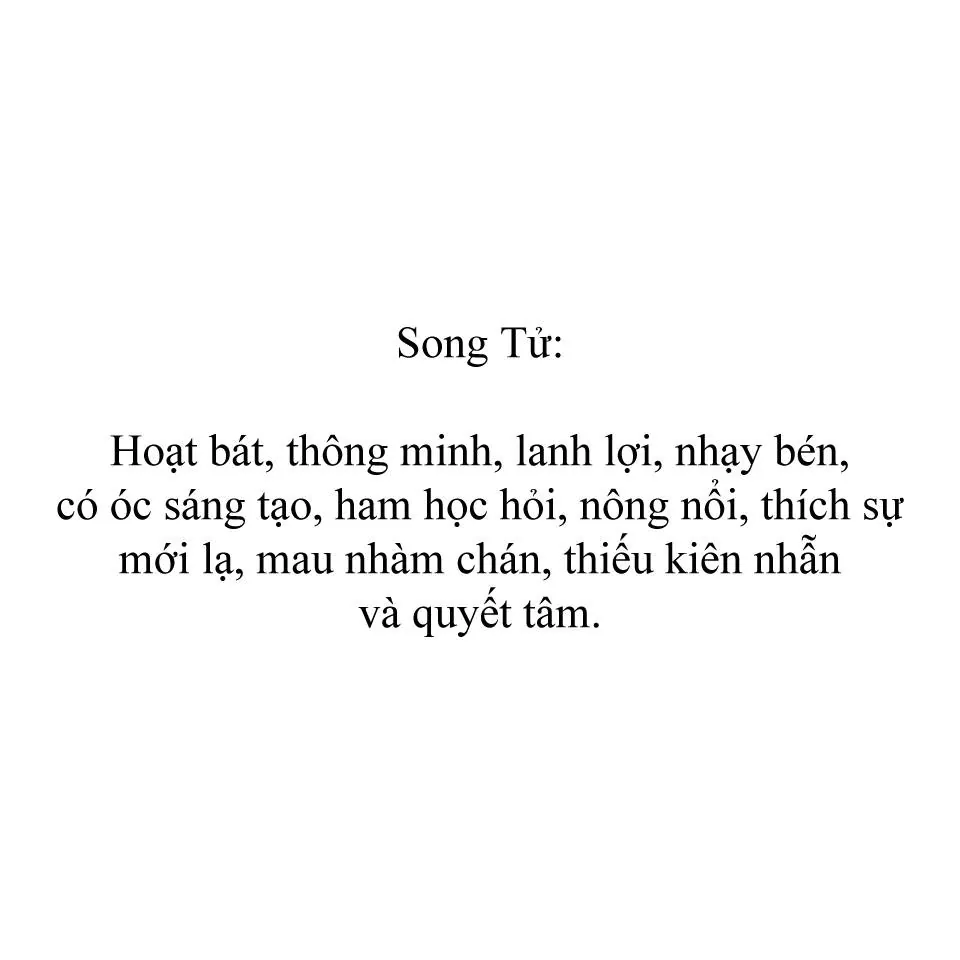 Song Tử:
Hoạt bát, thông minh, lanh lợi, nhạy bén,
có óc sáng tạo, ham học hỏi, nông nổi, thích sự
mới lạ, mau nhàm chán, thiếu kiên nhẫn
và quyết tâm.